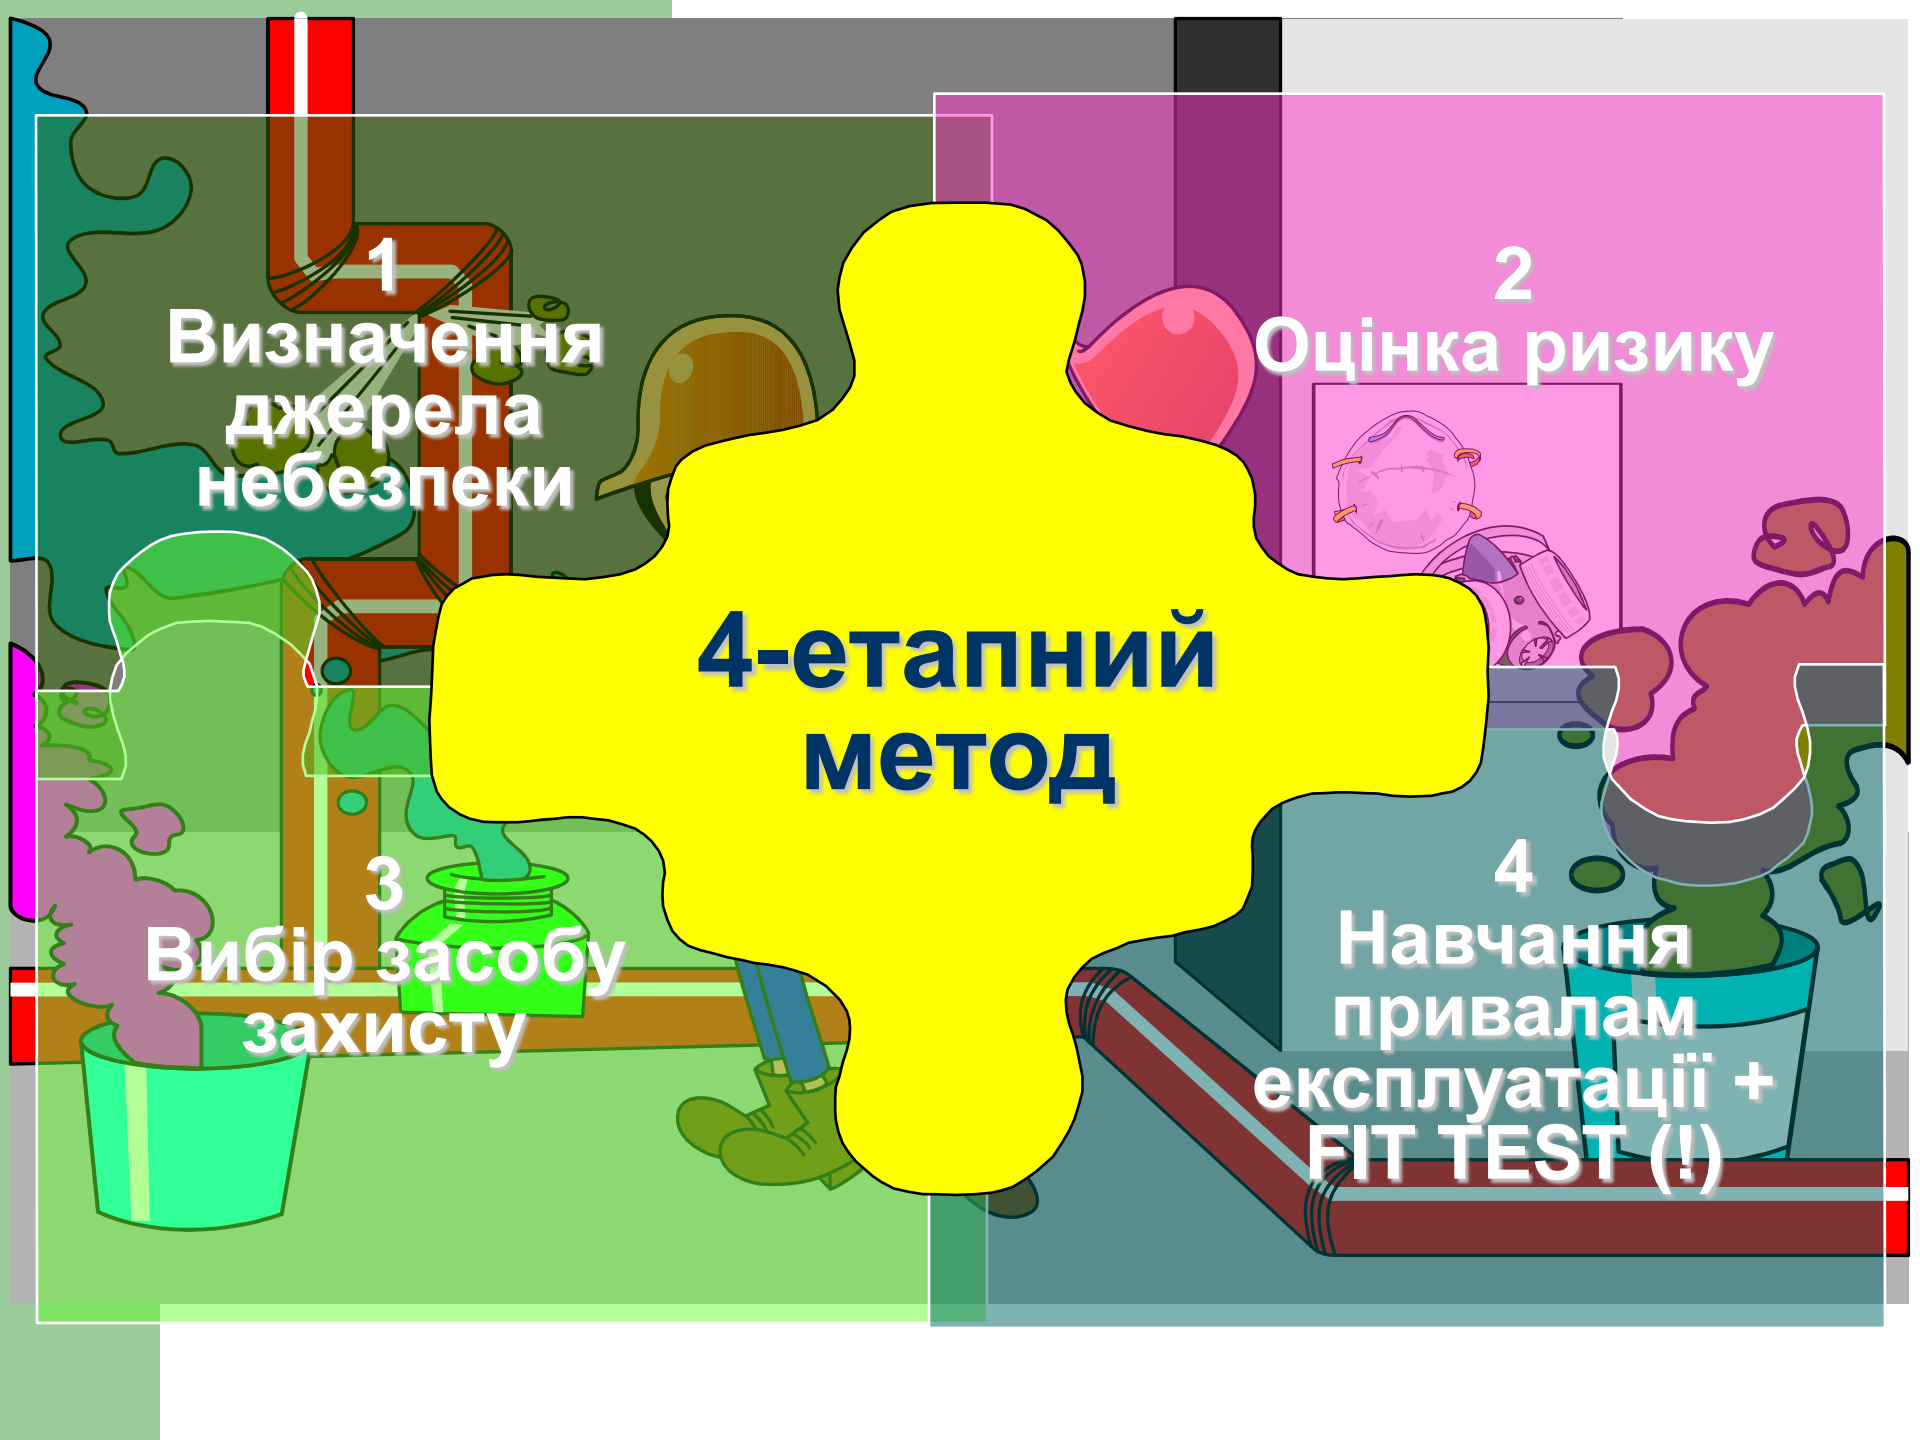 1
Визначення
джерела
небезпеки
2
Оцінка ризику
4-етапний
метод
3
Вибір засобу
захисту
4
Навчання
привалам
експлуатації +
FIT TEST (!)